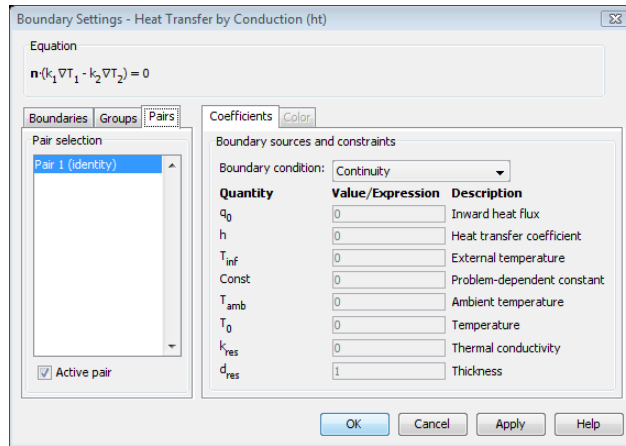 Boundary Settings - Heat Transfer by Conduction (ht)
Equation
n·(k1∇T1 - k2∇T2) = 0
Boundaries Groups Pairs
Pair selection
Pair 1 (identity)
Active pair
Coefficients Color
Boundary sources and constraints
Boundary condition: Continuity
Quantity Value/Expression Description
q0 0 Inward heat flux
h 0 Heat transfer coefficient
Tinf 0 External temperature
Const 0 Problem-dependent constant
Tamb 0 Ambient temperature
T0 0 Temperature
kres 0 Thermal conductivity
dres 1 Thickness
OK Cancel Apply Help